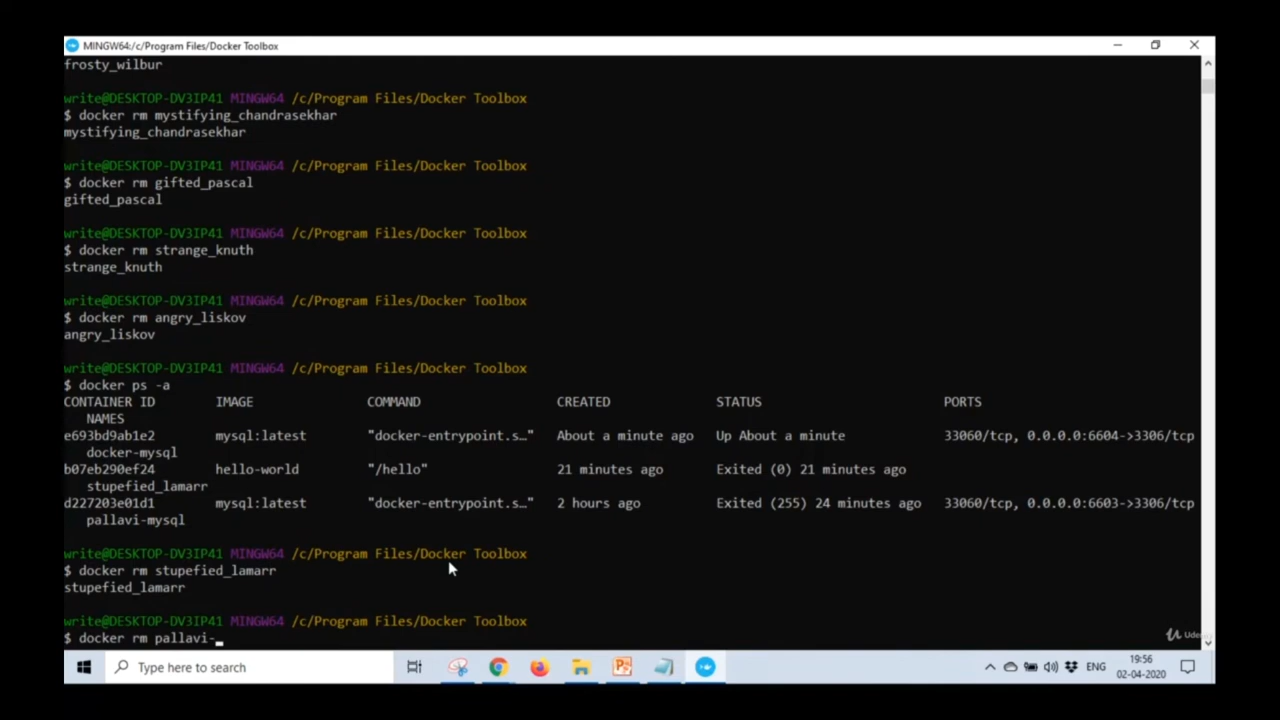 MINGW64:/c/Program Files/Docker Toolbox
frosty_wilbur
write@DESKTOP-DV3IP41 MINGW64 /c/Program Files/Docker Toolbox
$ docker rm mystifying_chandrasekhar
mystifying_chandrasekhar
write@DESKTOP-DV3IP41 MINGW64 /c/Program Files/Docker Toolbox
$ docker rm gifted_pascal
gifted_pascal
write@DESKTOP-DV3IP41 MINGW64 /c/Program Files/Docker Toolbox
$ docker rm strange_knuth
strange_knuth
write@DESKTOP-DV3IP41 MINGW64 /c/Program Files/Docker Toolbox
$ docker rm angry_liskov
angry_liskov
write@DESKTOP-DV3IP41 MINGW64 /c/Program Files/Docker Toolbox
$ docker ps -a
CONTAINER ID IMAGE COMMAND CREATED STATUS PORTS
NAMES
e693bd9ab1e2 mysql:latest "docker-entrypoint.s…" About a minute ago Up About a minute 33060/tcp, 0.0.0.0:6604->3306/tcp
docker-mysql
b07eb290ef24 hello-world "/hello" 21 minutes ago Exited (0) 21 minutes ago
stupefied_lamarr
d227203e01d1 mysql:latest "docker-entrypoint.s…" 2 hours ago Exited (255) 24 minutes ago 33060/tcp, 0.0.0.0:6603->3306/tcp
pallavi-mysql
write@DESKTOP-DV3IP41 MINGW64 /c/Program Files/Docker Toolbox
$ docker rm stupefied_lamarr
stupefied_lamarr
write@DESKTOP-DV3IP41 MINGW64 /c/Program Files/Docker Toolbox
$ docker rm pallavi-
Type here to search
ENG
19:56
02-04-2020